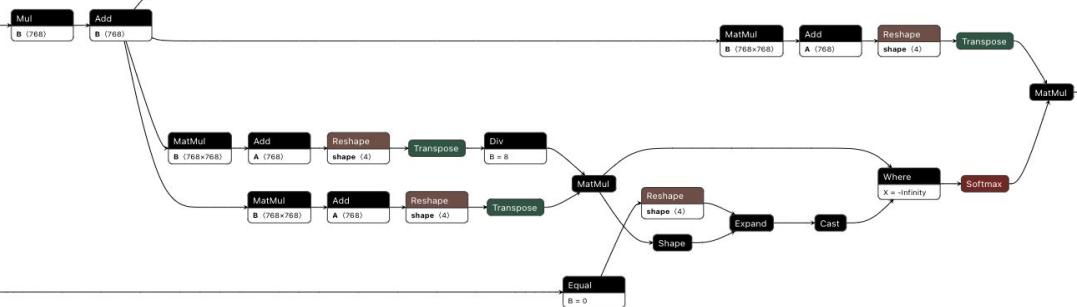 Mul
B ⟨768⟩
Add
B ⟨768⟩
MatMul
B ⟨768×768⟩
Add
A ⟨768⟩
Reshape
shape ⟨4⟩
Transpose
MatMul
MatMul
B ⟨768×768⟩
Add
A ⟨768⟩
Reshape
shape ⟨4⟩
Transpose
Div
B = 8
MatMul
B ⟨768×768⟩
Add
A ⟨768⟩
Reshape
shape ⟨4⟩
Transpose
MatMul
Reshape
shape ⟨4⟩
Shape
Expand
Cast
Where
X = -Infinity
Softmax
Equal
B = 0